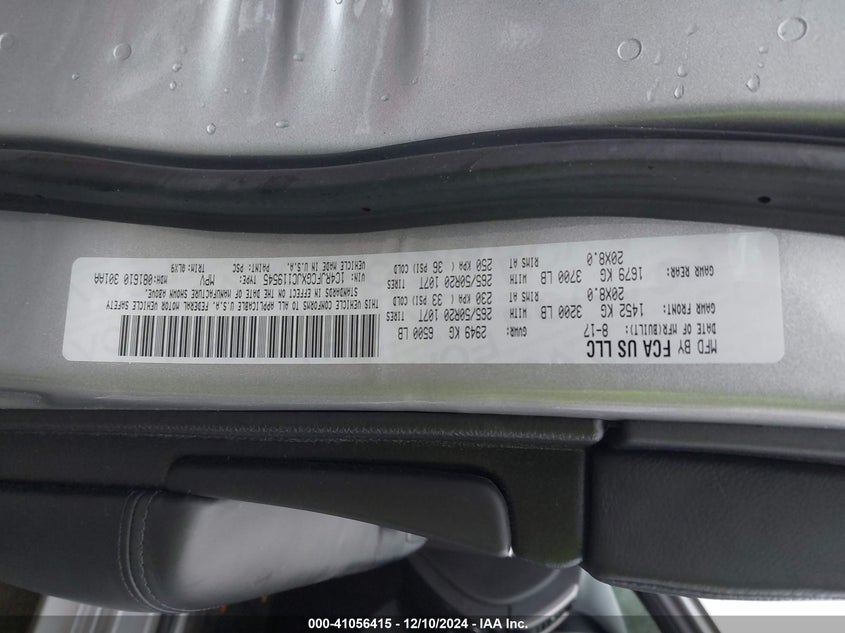 MFD BY FCA US LLC
DATE OF MFR(BUILT): 8-17
GVWR: 2949 KG 6500 LB
GAWR FRONT: 1452 KG 3200 LB WITH 265/50R20 107T TIRES
20X8.0 RIMS AT 230 KPA ( 33 PSI) COLD
GAWR REAR: 1679 KG 3700 LB WITH 265/50R20 107T TIRES
20X8.0 RIMS AT 250 KPA ( 36 PSI) COLD
THIS VEHICLE CONFORMS TO ALL APPLICABLE U.S.A. FEDERAL MOTOR VEHICLE SAFETY
STANDARDS IN EFFECT ON THE DATE OF MANUFACTURE SHOWN ABOVE.
VIN: 1C4RJFCGXJC119545 TYPE: MPV MDH:081610 301AA
VEHICLE MADE IN U.S.A. PAINT: PSC TRIM: QLX9
000-41056415 - 12/10/2024 - IAA Inc.